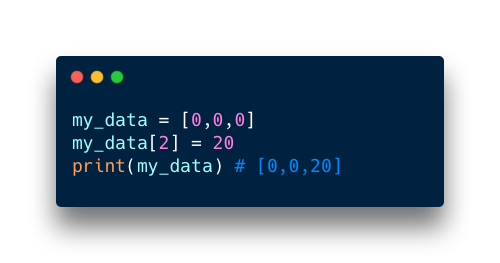 my_data = [0,0,0]
my_data[2] = 20
print(my_data) # [0,0,20]